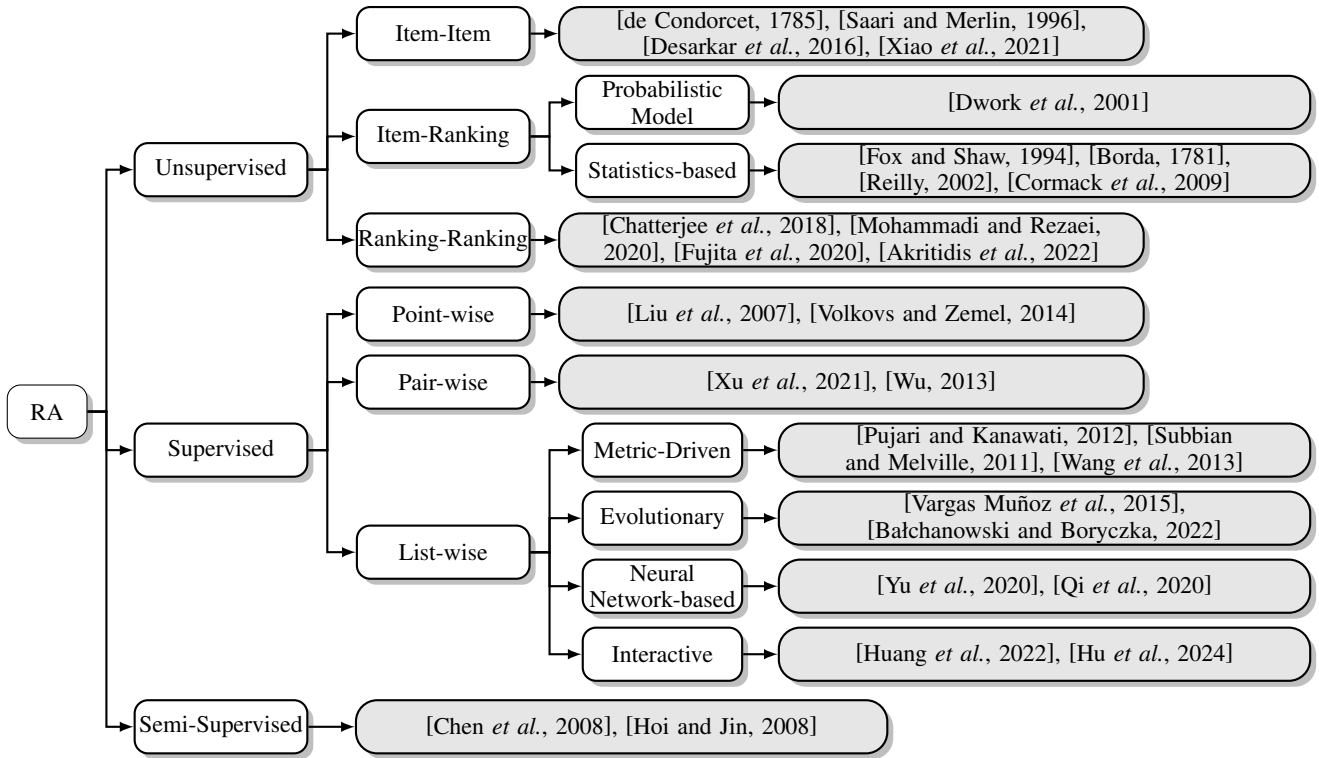 Item-Item
[de Condorcet, 1785], [Saari and Merlin, 1996],
[Desarkar et al., 2016], [Xiao et al., 2021]
Item-Ranking
Probabilistic
Model
[Dwork et al., 2001]
Unsupervised
Statistics-based
[Fox and Shaw, 1994], [Borda, 1781],
[Reilly, 2002], [Cormack et al., 2009]
Ranking-Ranking
[Chatterjee et al., 2018], [Mohammadi and Rezaei,
2020], [Fujita et al., 2020], [Akritidis et al., 2022]
Point-wise
[Liu et al., 2007], [Volkovs and Zemel, 2014]
Pair-wise
[Xu et al., 2021], [Wu, 2013]
RA
Supervised
Metric-Driven
[Pujari and Kanawati, 2012], [Subbian
and Melville, 2011], [Wang et al., 2013]
Evolutionary
[Vargas Muñoz et al., 2015],
[Bałchanowski and Boryczka, 2022]
List-wise
Neural
Network-based
[Yu et al., 2020], [Qi et al., 2020]
Interactive
[Huang et al., 2022], [Hu et al., 2024]
Semi-Supervised
[Chen et al., 2008], [Hoi and Jin, 2008]